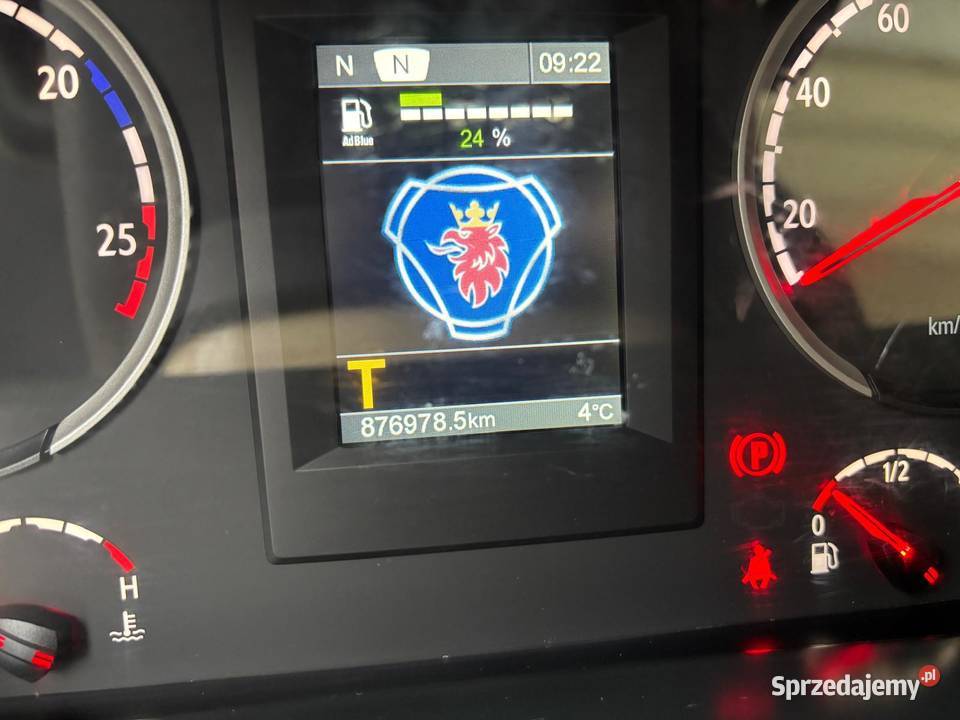 N N 09:22
AdBlue
24 %
T
876978.5km 4°C
20
25
H
60
40
20
km/
P
1/2
0
Sprzedajemy.pl